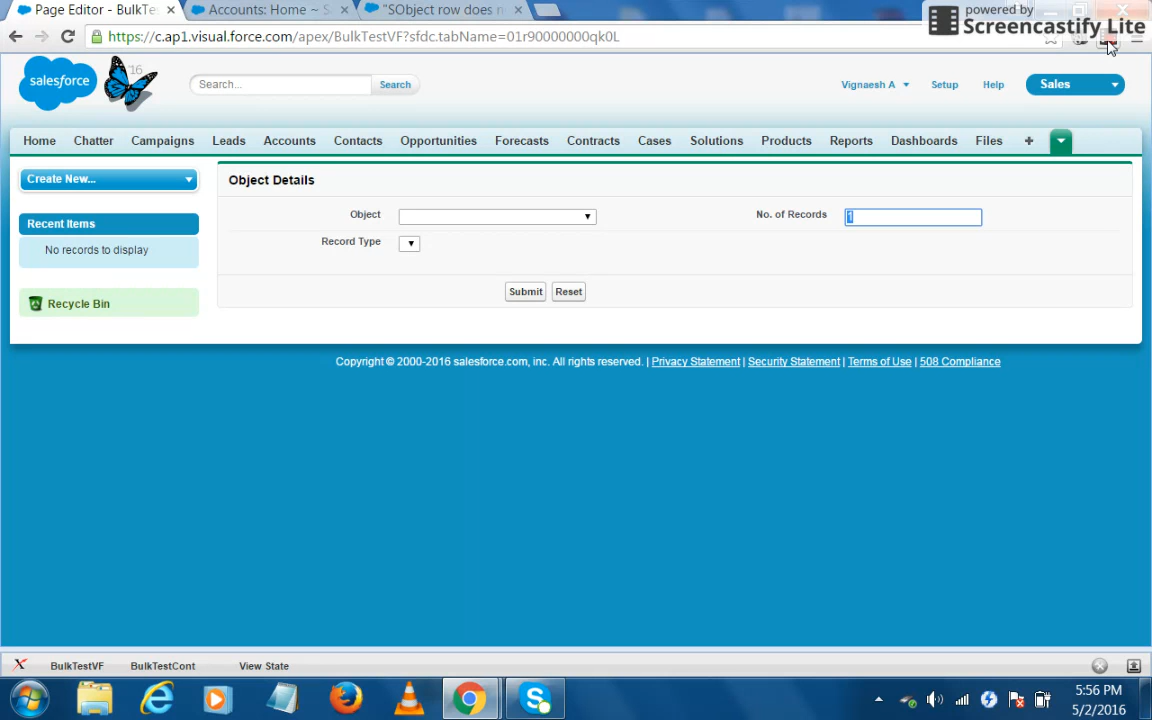 Page Editor - BulkTe
Accounts: Home ~ S
"SObject row does n
powered by
Screencastify Lite
https://c.ap1.visual.force.com/apex/BulkTestVF?sfdc.tabName=01r90000000qk0L
salesforce
'16
Search...
Search
Vignaesh A
Setup
Help
Sales
Home
Chatter
Campaigns
Leads
Accounts
Contacts
Opportunities
Forecasts
Contracts
Cases
Solutions
Products
Reports
Dashboards
Files
+
Create New...
Recent Items
No records to display
Recycle Bin
Object Details
Object
No. of Records
1
Record Type
Submit
Reset
Copyright © 2000-2016 salesforce.com, inc. All rights reserved. | Privacy Statement | Security Statement | Terms of Use | 508 Compliance
BulkTestVF
BulkTestCont
View State
5:56 PM
5/2/2016